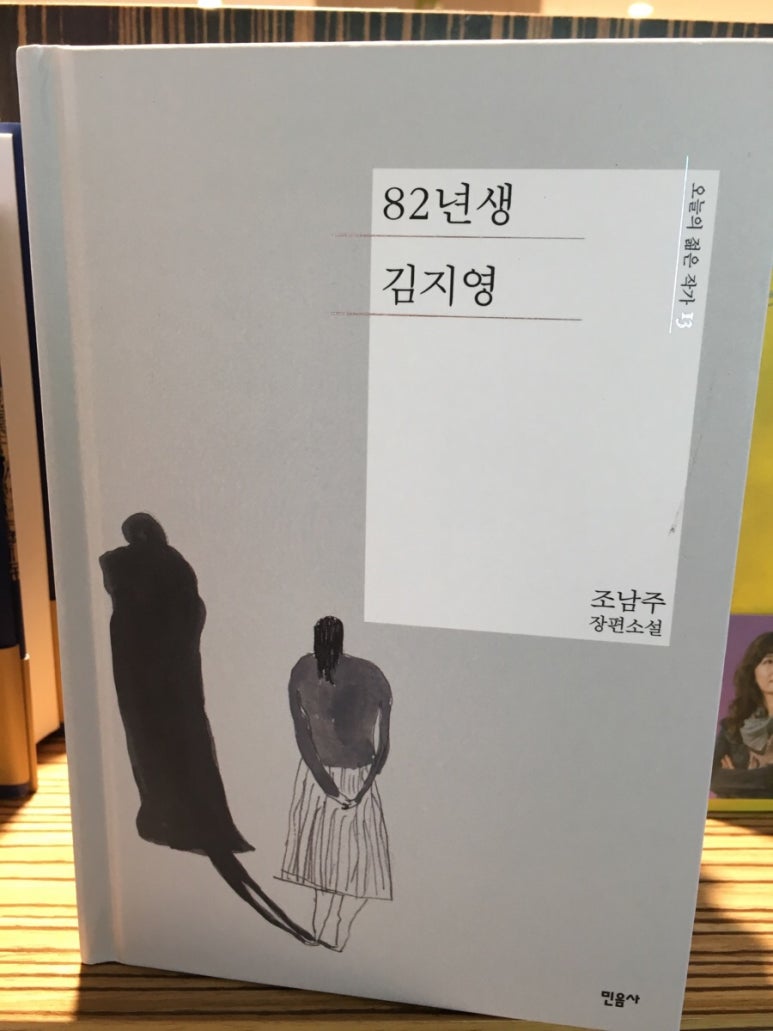 82년생
김지영
오늘의 젊은 작가 13
조남주
장편소설
민음사